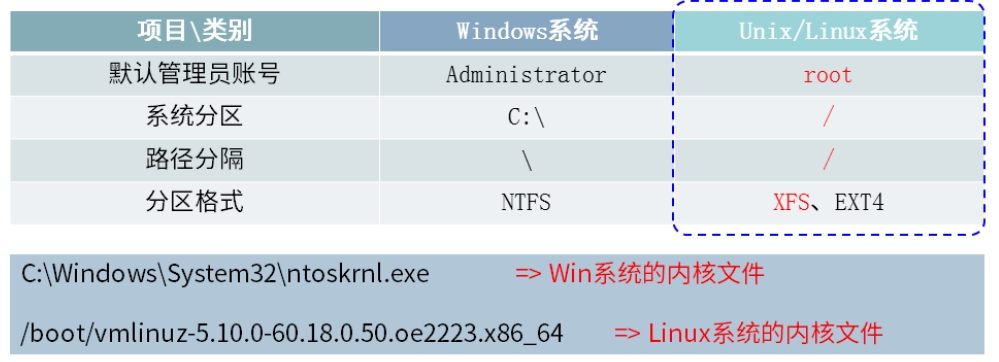 项目\类别 Windows系统 Unix/Linux系统
默认管理员账号 Administrator root
系统分区 C:\ /
路径分隔 \ /
分区格式 NTFS XFS、EXT4
C:\Windows\System32\ntoskrnl.exe => Win系统的内核文件
/boot/vmlinuz-5.10.0-60.18.0.50.oe2223.x86_64 => Linux系统的内核文件